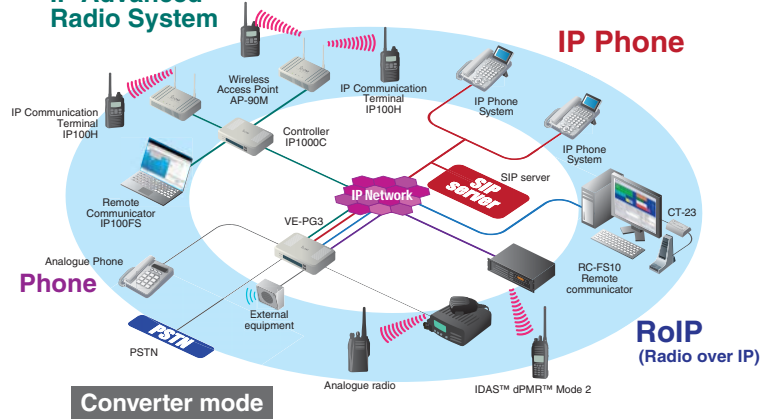 Radio System
IP Phone
Wireless
Access Point
AP-90M
IP Communication
Terminal
IP100H
IP Communication
Terminal
IP100H
IP Phone
System
IP Phone
System
Controller
IP1000C
SIP server
SIP
server
IP Network
Remote
Communicator
IP100FS
VE-PG3
CT-23
RC-FS10
Remote
communicator
Analogue Phone
Phone
External
equipment
PSTN
PSTN
Analogue radio
IDAS™ dPMR™ Mode 2
RoIP
(Radio over IP)
Converter mode